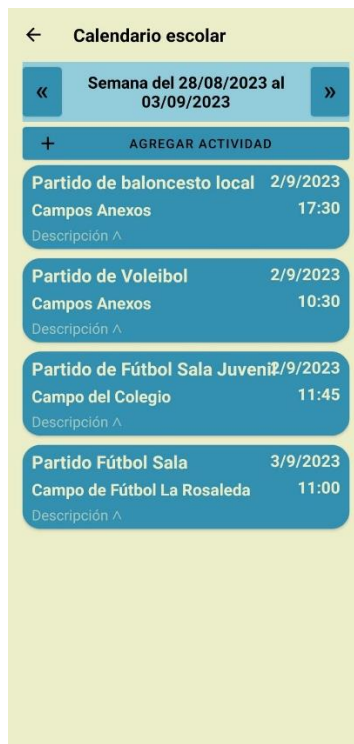 ← Calendario escolar
« Semana del 28/08/2023 al »
03/09/2023
+ AGREGAR ACTIVIDAD
Partido de baloncesto local 2/9/2023
Campos Anexos 17:30
Descripción ˄
Partido de Voleibol 2/9/2023
Campos Anexos 10:30
Descripción ˄
Partido de Fútbol Sala Juvenil 2/9/2023
Campo del Colegio 11:45
Descripción ˄
Partido Fútbol Sala 3/9/2023
Campo de Fútbol La Rosaleda 11:00
Descripción ˄